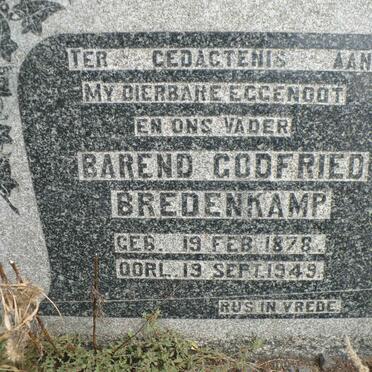 TER GEDAGTENIS AAN
MY DIERBARE EGGENOOT
EN ONS VADER
BAREND GODFRIED
BREDENKAMP
GEB. 19 FEB. 1878.
OORL. 19 SEPT. 1949.
RUS IN VREDE.